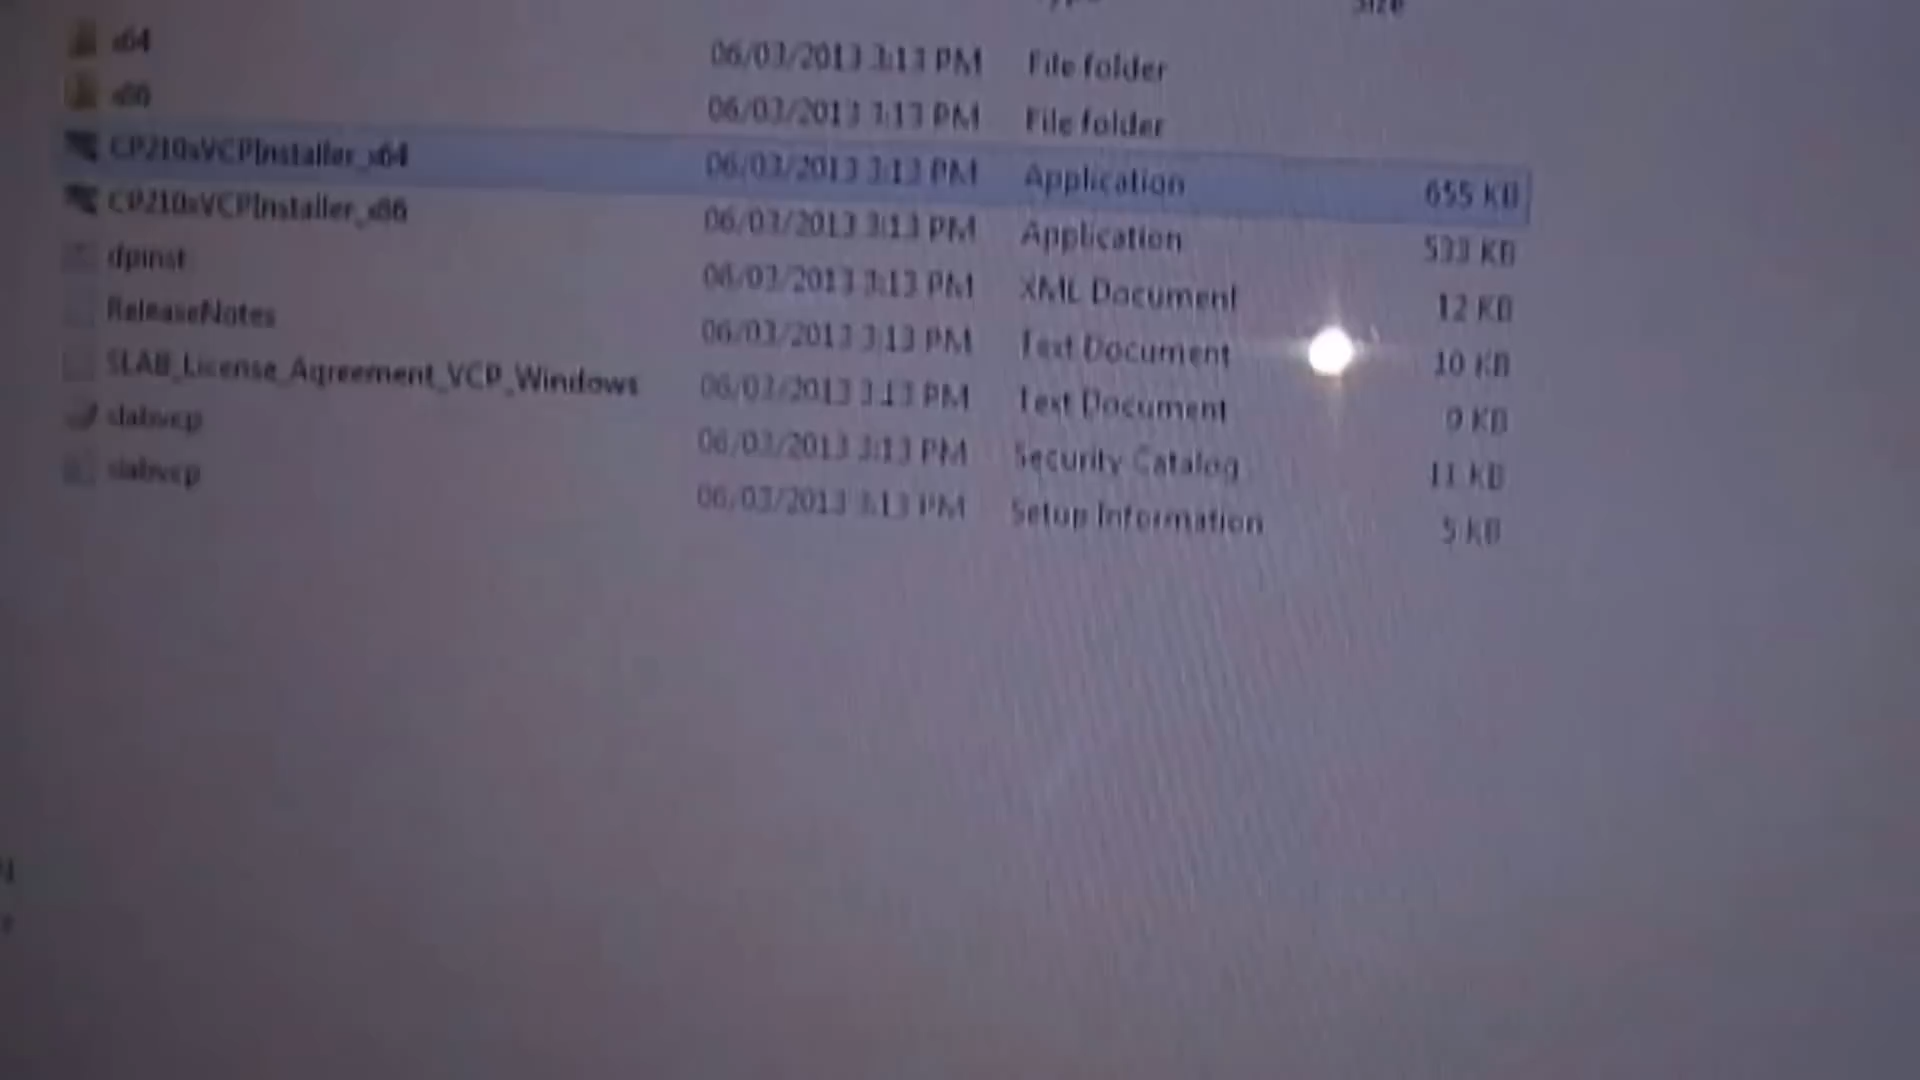 Size
x64 06/03/2013 3:13 PM File folder
x86 06/03/2013 3:13 PM File folder
CP210xVCPInstaller_x64 06/03/2013 3:13 PM Application 655 KB
CP210xVCPInstaller_x86 06/03/2013 3:13 PM Application 533 KB
dpinst 06/03/2013 3:13 PM XML Document 12 KB
ReleaseNotes 06/03/2013 3:13 PM Text Document 10 KB
SLAB_License_Agreement_VCP_Windows 06/03/2013 3:13 PM Text Document 9 KB
slabvcp 06/03/2013 3:13 PM Security Catalog 11 KB
slabvcp 06/03/2013 3:13 PM Setup Information 5 KB